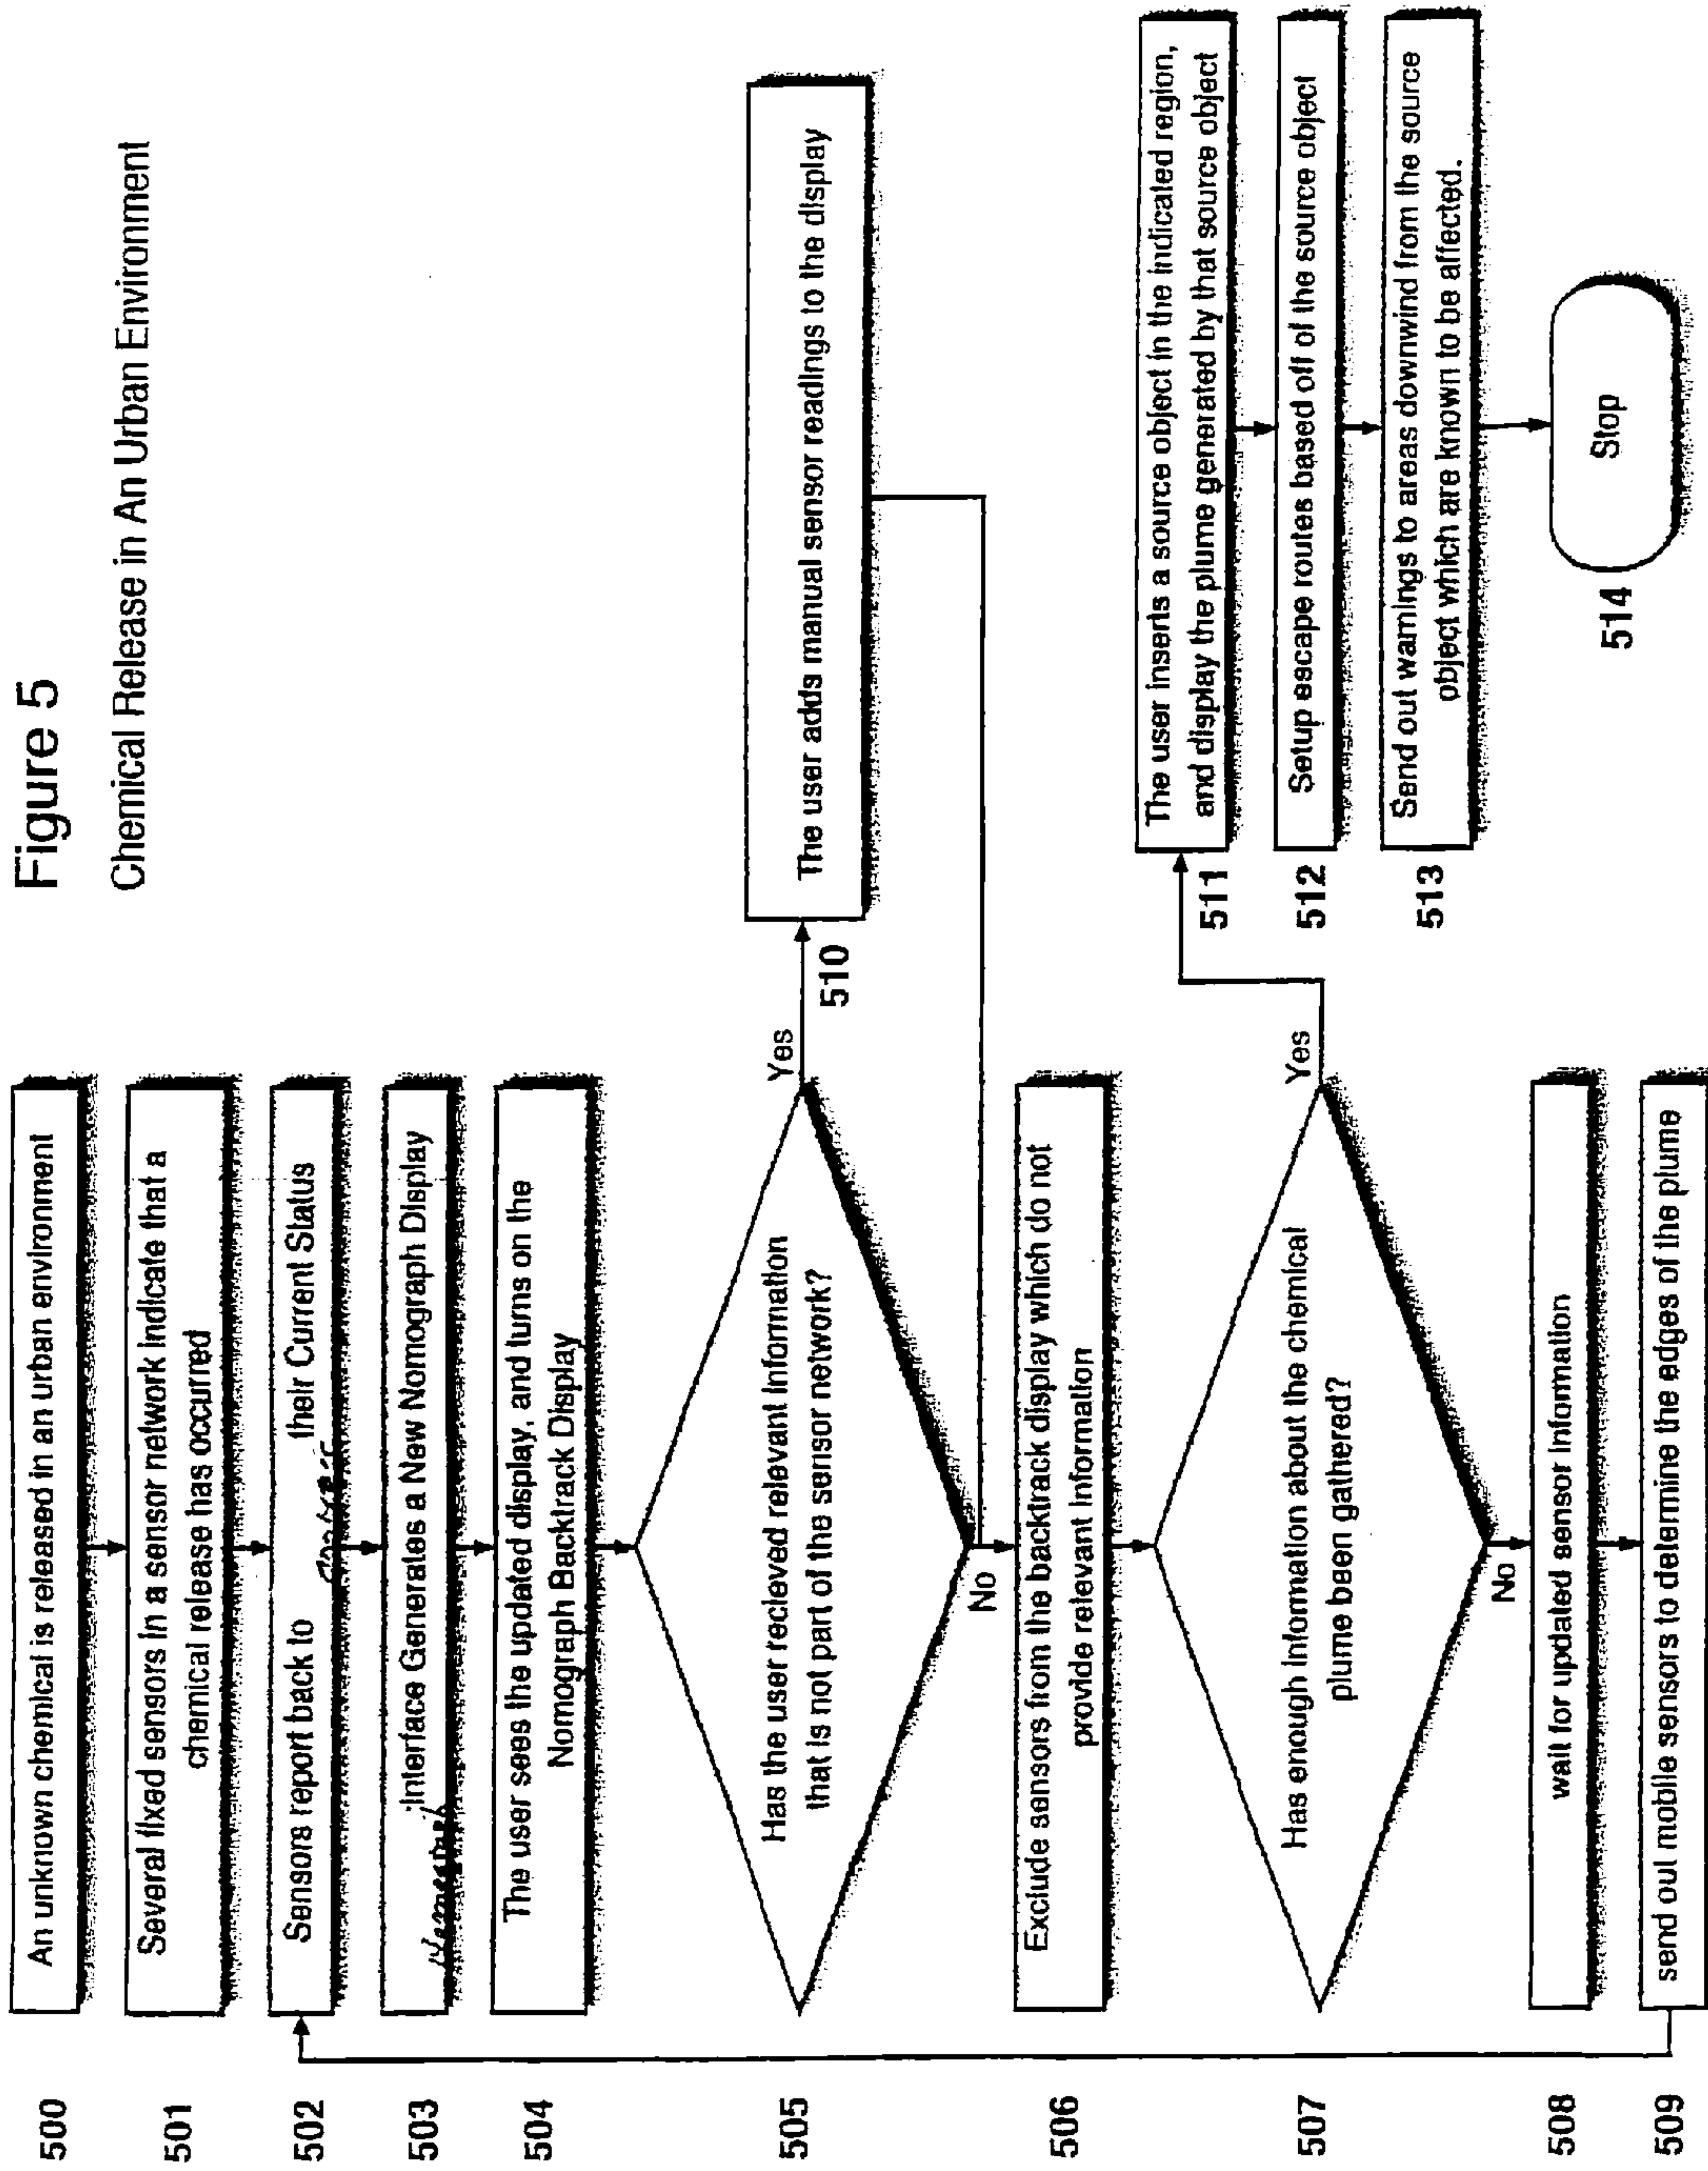 Figure 5
Chemical Release in An Urban Environment
500
An unknown chemical is released in an urban environment
501
Several fixed sensors in a sensor network indicate that a
chemical release has occurred
502
Sensors report back to their Current Status
503
Interface Generates a New Nomograph Display
504
The user sees the updated display, and turns on the
Nomograph Backtrack Display
505
Has the user recieved relevant information
that is not part of the sensor network?
Yes
No
510
The user adds manual sensor readings to the display
506
Exclude sensors from the backtrack display which do not
provide relevant information
507
Has enough information about the chemical
plume been gathered?
Yes
No
508
wait for updated sensor information
509
send out mobile sensors to determine the edges of the plume
511
The user inserts a source object in the indicated region,
and display the plume generated by that source object
512
Setup escape routes based off of the source object
513
Send out warnings to areas downwind from the source
object which are known to be affected.
514
Stop